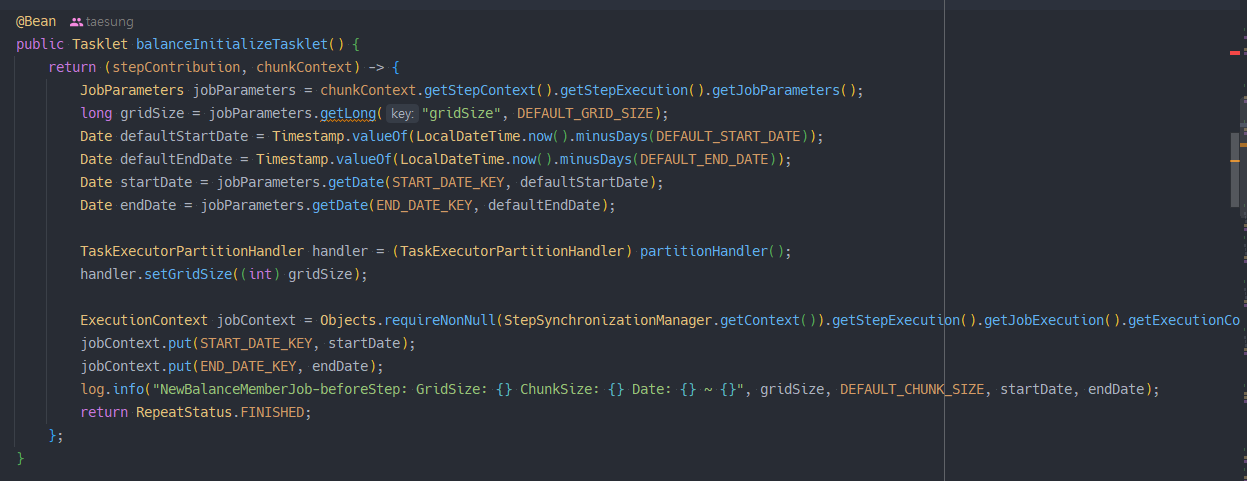 @Bean taesung
public Tasklet balanceInitializeTasklet() {
return (stepContribution, chunkContext) -> {
JobParameters jobParameters = chunkContext.getStepContext().getStepExecution().getJobParameters();
long gridSize = jobParameters.getLong( key: "gridSize", DEFAULT_GRID_SIZE);
Date defaultStartDate = Timestamp.valueOf(LocalDateTime.now().minusDays(DEFAULT_START_DATE));
Date defaultEndDate = Timestamp.valueOf(LocalDateTime.now().minusDays(DEFAULT_END_DATE));
Date startDate = jobParameters.getDate(START_DATE_KEY, defaultStartDate);
Date endDate = jobParameters.getDate(END_DATE_KEY, defaultEndDate);
TaskExecutorPartitionHandler handler = (TaskExecutorPartitionHandler) partitionHandler();
handler.setGridSize((int) gridSize);
ExecutionContext jobContext = Objects.requireNonNull(StepSynchronizationManager.getContext()).getStepExecution().getJobExecution().getExecutionCo
jobContext.put(START_DATE_KEY, startDate);
jobContext.put(END_DATE_KEY, endDate);
log.info("NewBalanceMemberJob-beforeStep: GridSize: {} ChunkSize: {} Date: {} ~ {}", gridSize, DEFAULT_CHUNK_SIZE, startDate, endDate);
return RepeatStatus.FINISHED;
};
}